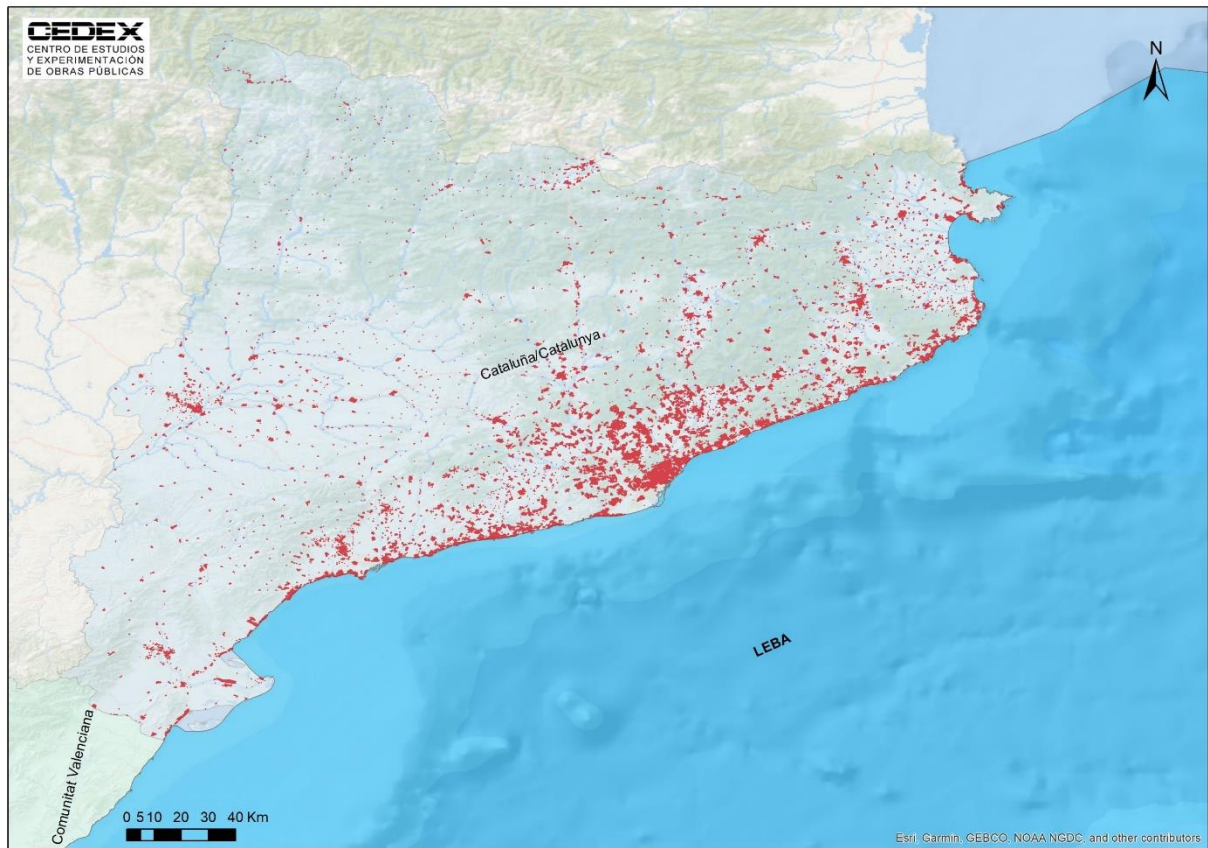 CEDEX
CENTRO DE ESTUDIOS
Y EXPERIMENTACIÓN
DE OBRAS PÚBLICAS
N
Cataluña/Catalunya
LEBA
Comunitat Valenciana
0 5 10 20 30 40 Km
Esri, Garmin, GEBCO, NOAA NGDC, and other contributors